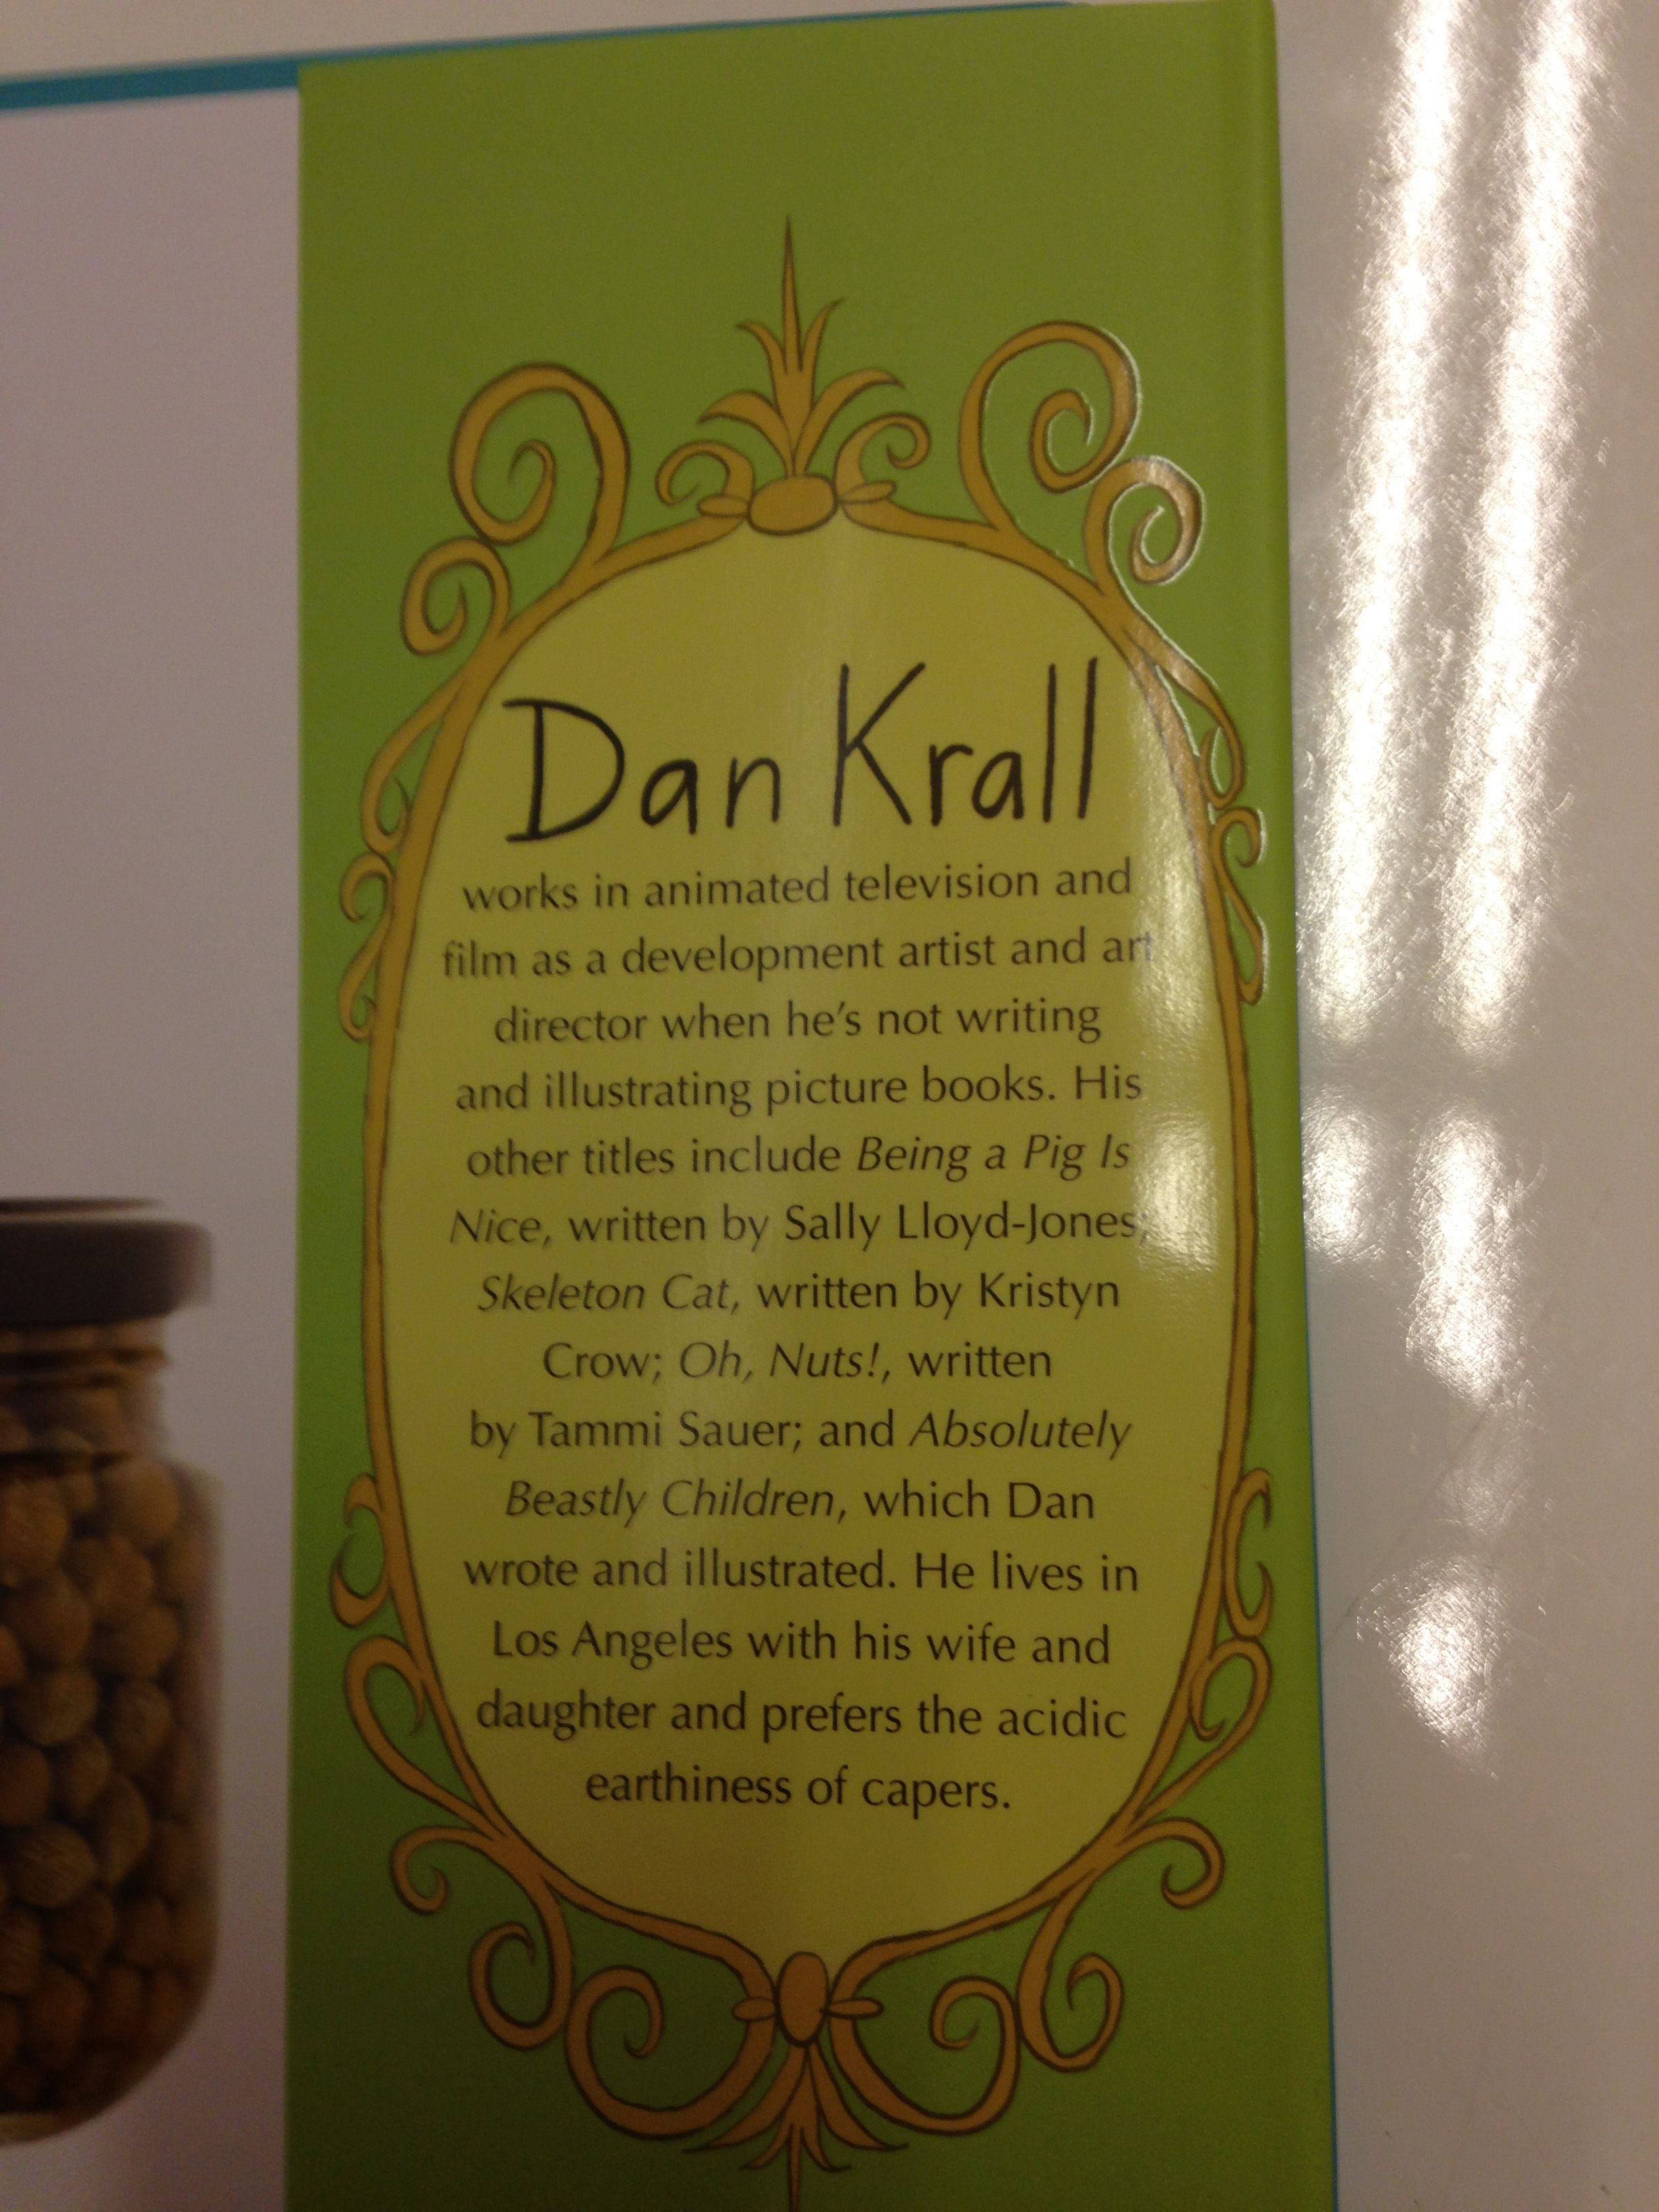 Dan Krall
works in animated television and
film as a development artist and art
director when he's not writing
and illustrating picture books. His
other titles include Being a Pig Is
Nice, written by Sally Lloyd-Jones;
Skeleton Cat, written by Kristyn
Crow; Oh, Nuts!, written
by Tammi Sauer; and Absolutely
Beastly Children, which Dan
wrote and illustrated. He lives in
Los Angeles with his wife and
daughter and prefers the acidic
earthiness of capers.